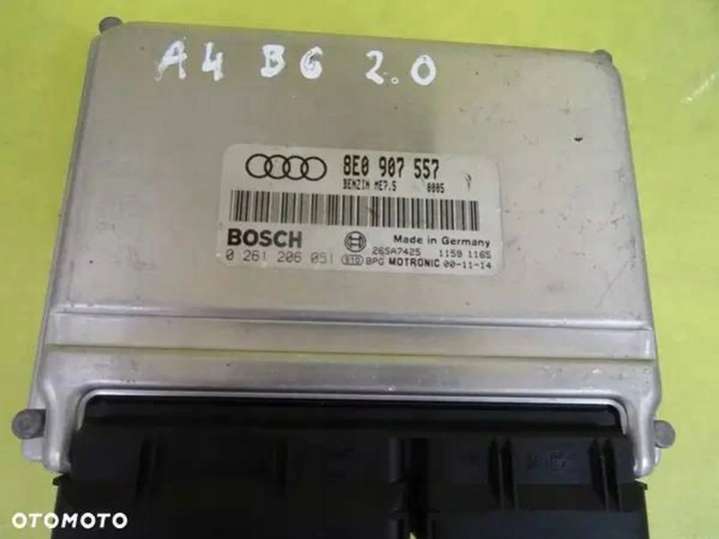 A4 B6 2.0
8E0 907 557
BENZIN ME7.5 0005
BOSCH
Made in Germany
26SA7425 1159 1165
0 261 206 051 STD BPG MOTRONIC 00-11-14
OTOMOTO